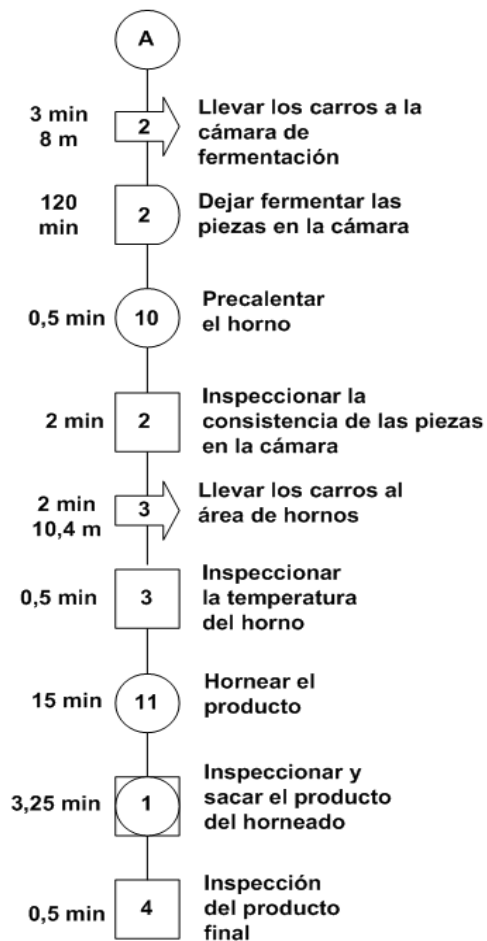 A
3 min
8 m
2
Llevar los carros a la
cámara de
fermentación
120
min
2
Dejar fermentar las
piezas en la cámara
0,5 min
10
Precalentar
el horno
2 min
2
Inspeccionar la
consistencia de las piezas
en la cámara
2 min
10,4 m
3
Llevar los carros al
área de hornos
0,5 min
3
Inspeccionar
la temperatura
del horno
15 min
11
Hornear el
producto
3,25 min
1
Inspeccionar y
sacar el producto
del horneado
0,5 min
4
Inspección
del producto
final